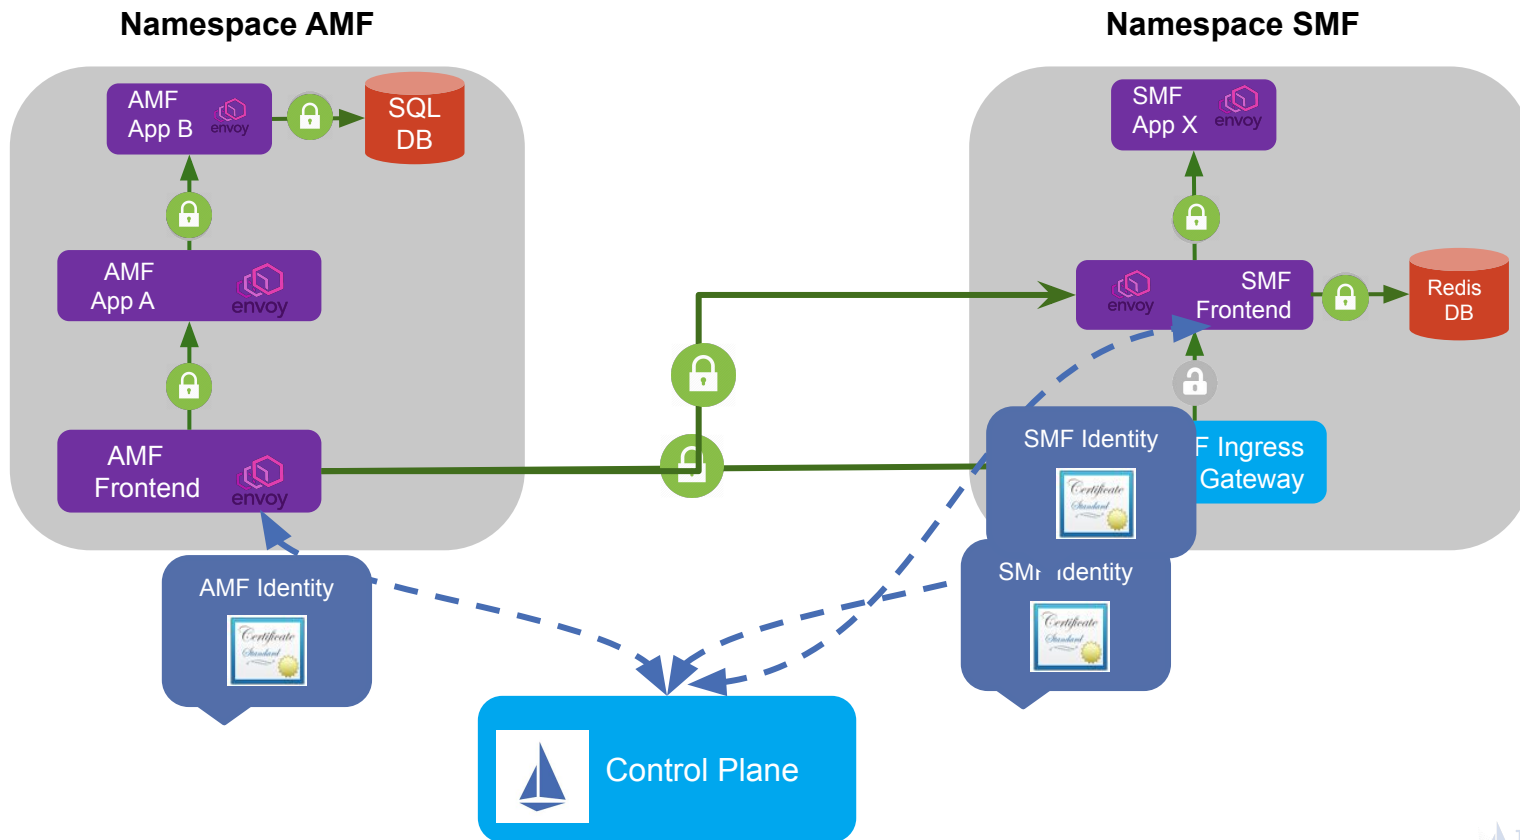 Namespace AMF
Namespace SMF
AMF
App B
envoy
SQL
DB
SMF
App X
envoy
AMF
App A
envoy
envoy
SMF
Frontend
Redis
DB
AMF
Frontend
envoy
SMF Identity
Certificate
Standard
F Ingress
Gateway
AMF Identity
Certificate
Standard
SMF Identity
Certificate
Standard
Control Plane